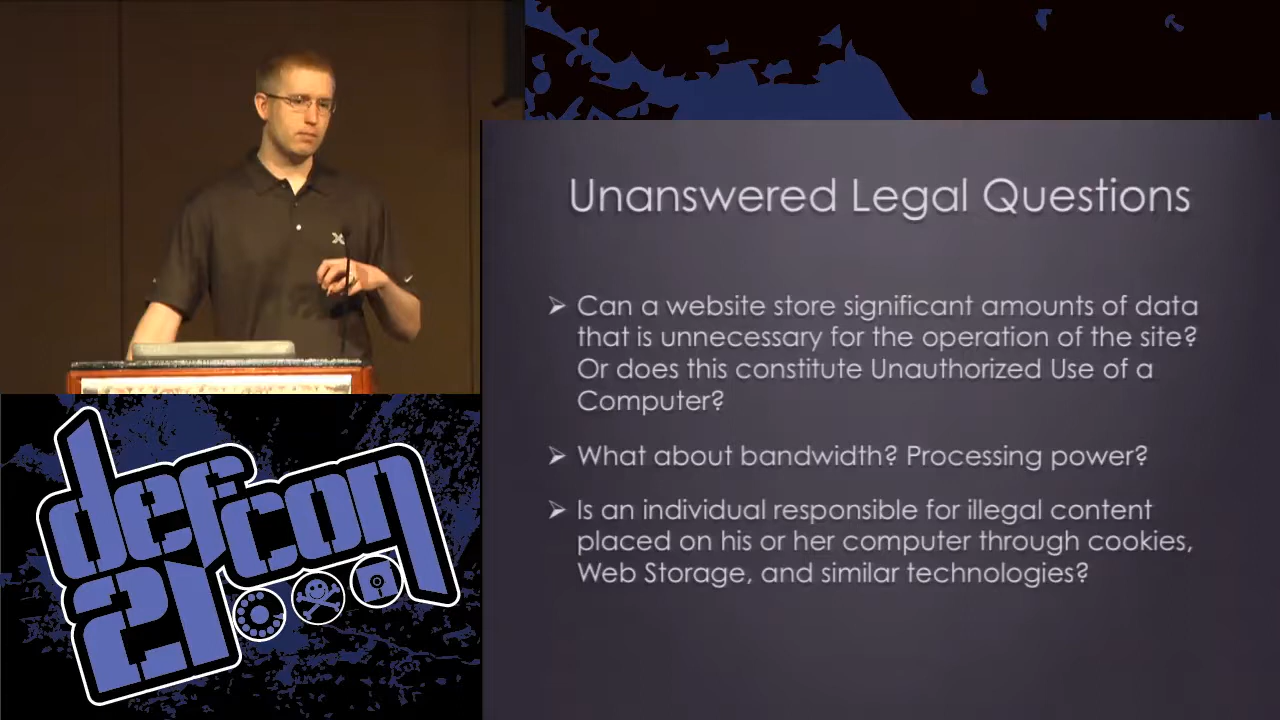 Unanswered Legal Questions
➢ Can a website store significant amounts of data
that is unnecessary for the operation of the site?
Or does this constitute Unauthorized Use of a
Computer?
➢ What about bandwidth? Processing power?
➢ Is an individual responsible for illegal content
placed on his or her computer through cookies,
Web Storage, and similar technologies?
defcon
21